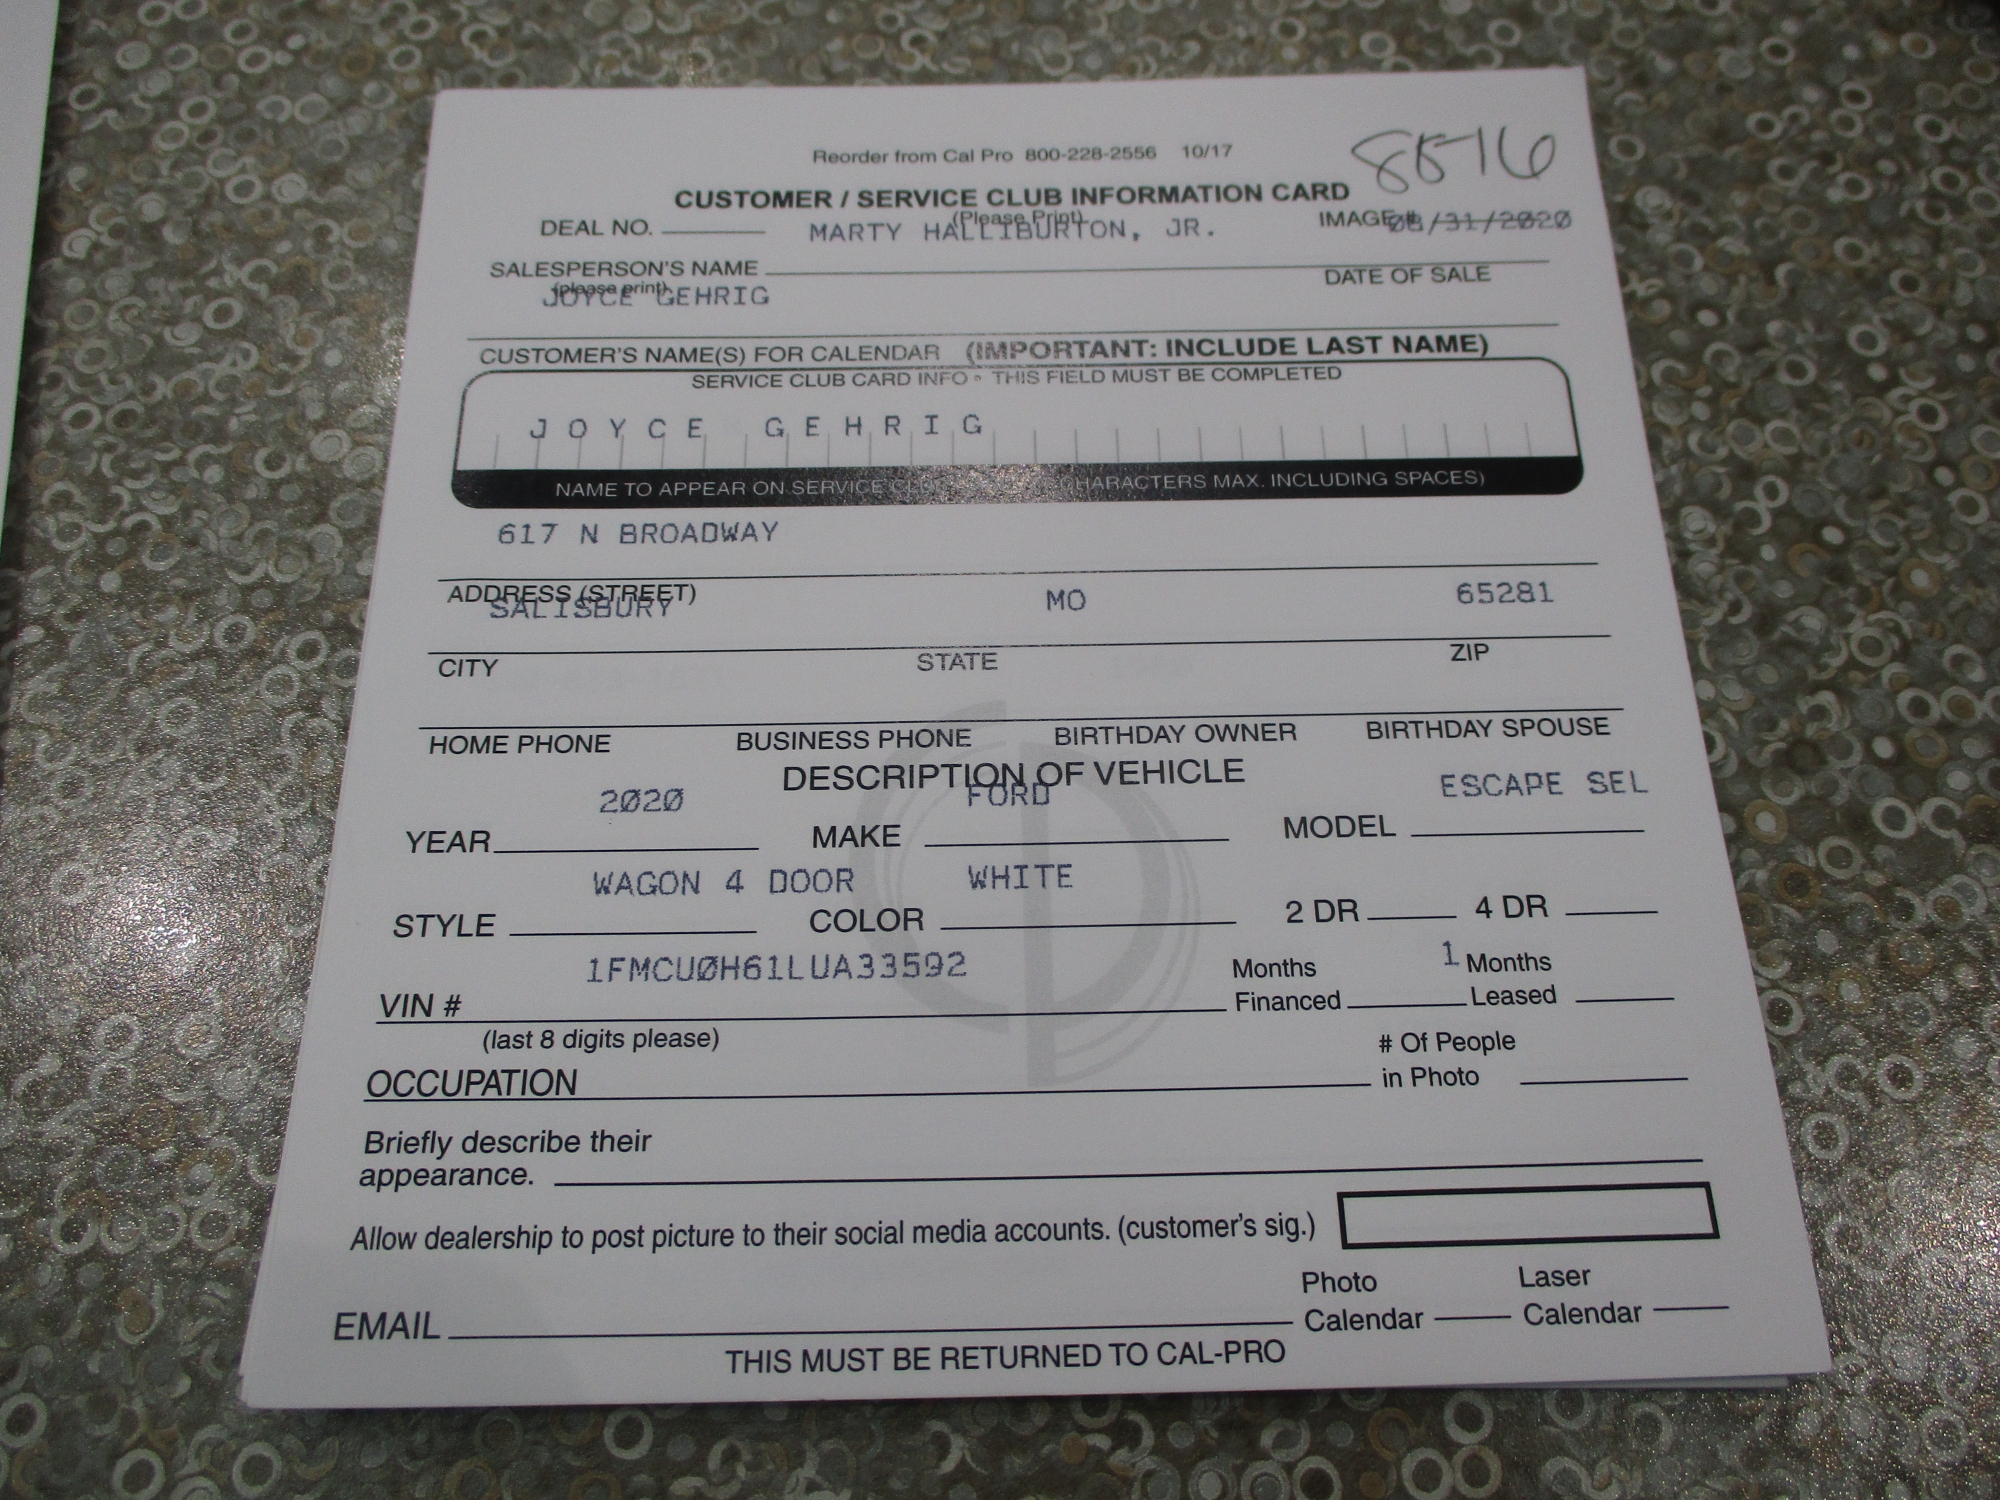 Reorder from Cal Pro 800-228-2556 10/17
CUSTOMER / SERVICE CLUB INFORMATION CARD
(Please Print)
DEAL NO. MARTY HALLIBURTON, JR. IMAGE# 08/31/2020
SALESPERSON'S NAME DATE OF SALE
(please print)
JOYCE GEHRIG
CUSTOMER'S NAME(S) FOR CALENDAR (IMPORTANT: INCLUDE LAST NAME)
SERVICE CLUB CARD INFO • THIS FIELD MUST BE COMPLETED
JOYCE GEHRIG
NAME TO APPEAR ON SERVICE CHARACTERS MAX. INCLUDING SPACES)
617 N BROADWAY
ADDRESS (STREET)
SALISBURY MO 65281
CITY STATE ZIP
HOME PHONE BUSINESS PHONE BIRTHDAY OWNER BIRTHDAY SPOUSE
DESCRIPTION OF VEHICLE
2020 FORD ESCAPE SEL
YEAR MAKE MODEL
WAGON 4 DOOR WHITE
STYLE COLOR 2 DR 4 DR
1FMCU0H61LUA33592 Months 1 Months
VIN # Financed Leased
(last 8 digits please) # Of People
OCCUPATION in Photo
Briefly describe their
appearance.
Allow dealership to post picture to their social media accounts. (customer's sig.)
Photo Laser
EMAIL Calendar Calendar
THIS MUST BE RETURNED TO CAL-PRO